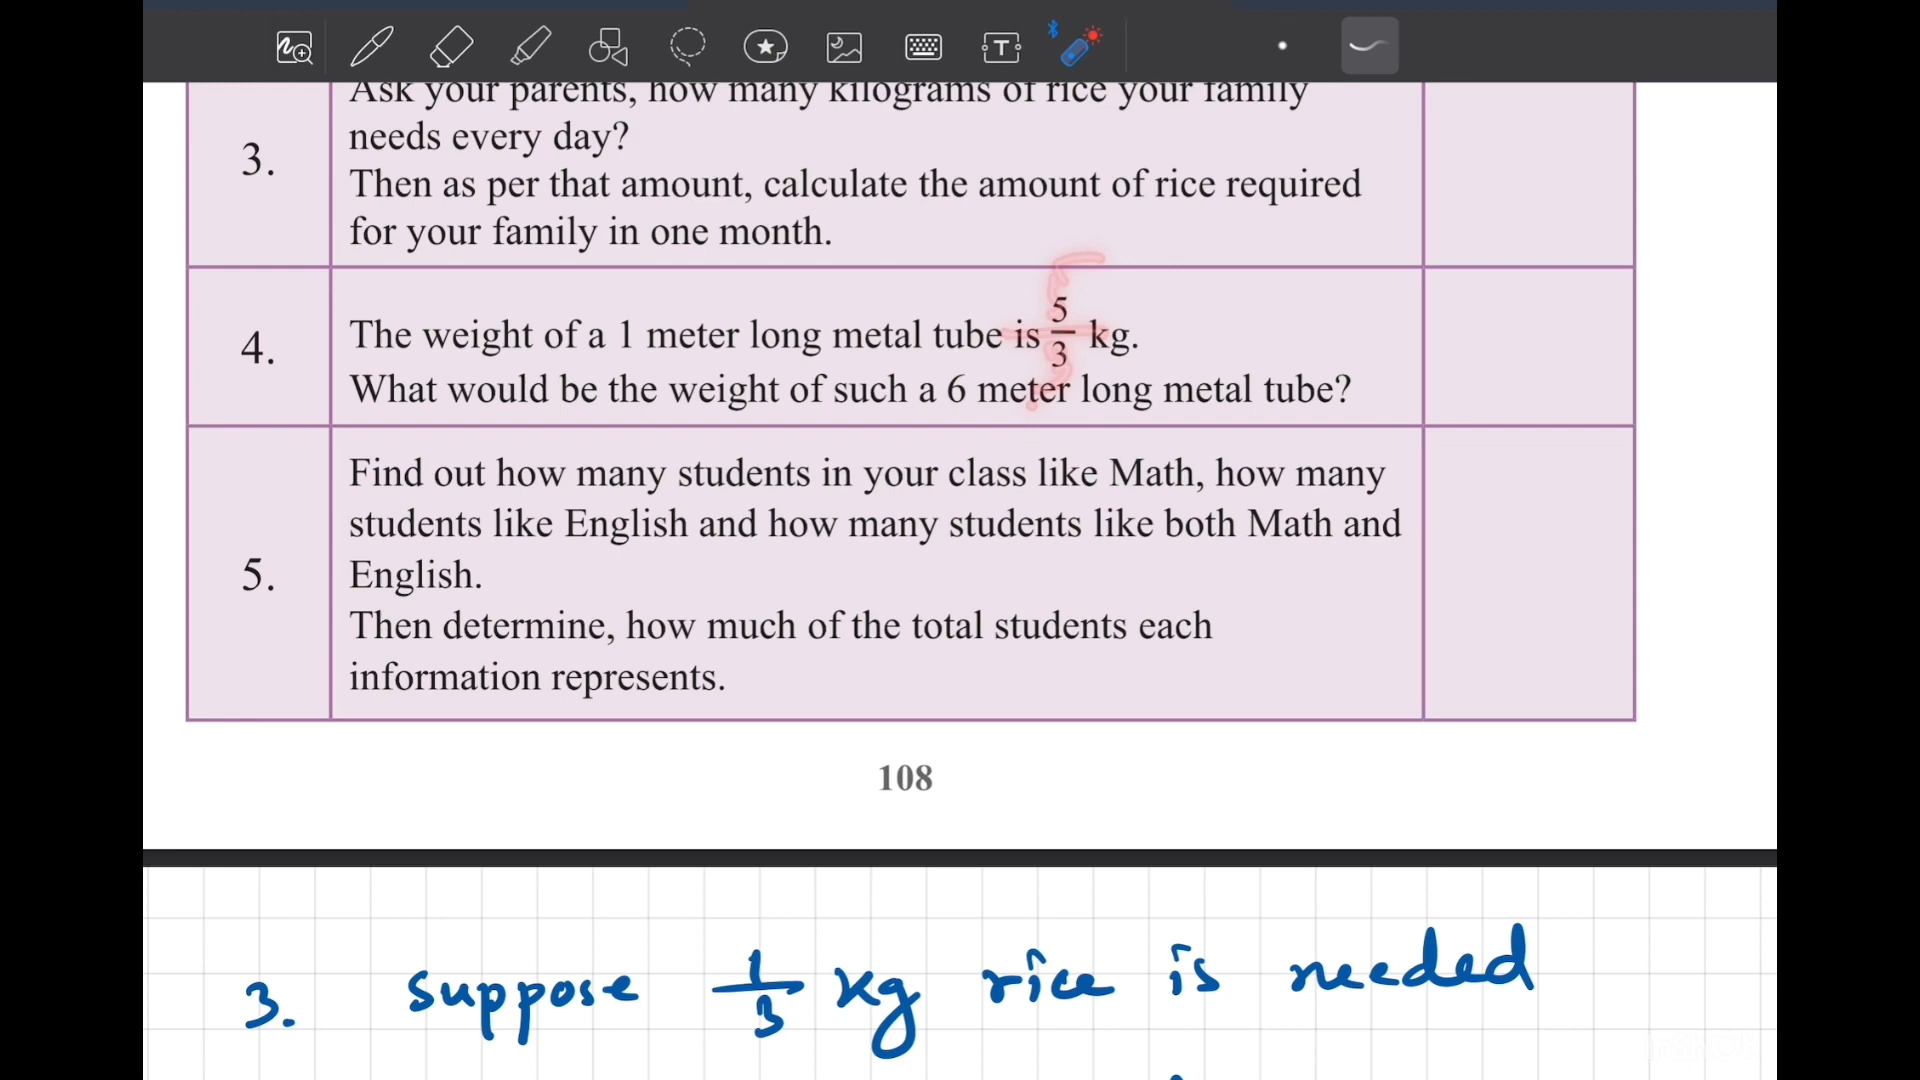 Ask your parents, how many kilograms of rice your family
needs every day?
3.
Then as per that amount, calculate the amount of rice required
for your family in one month.
4.
The weight of a 1 meter long metal tube is 5/3 kg.
What would be the weight of such a 6 meter long metal tube?
5.
Find out how many students in your class like Math, how many
students like English and how many students like both Math and
English.
Then determine, how much of the total students each
information represents.
108
3. suppose 1/3 kg rice is needed